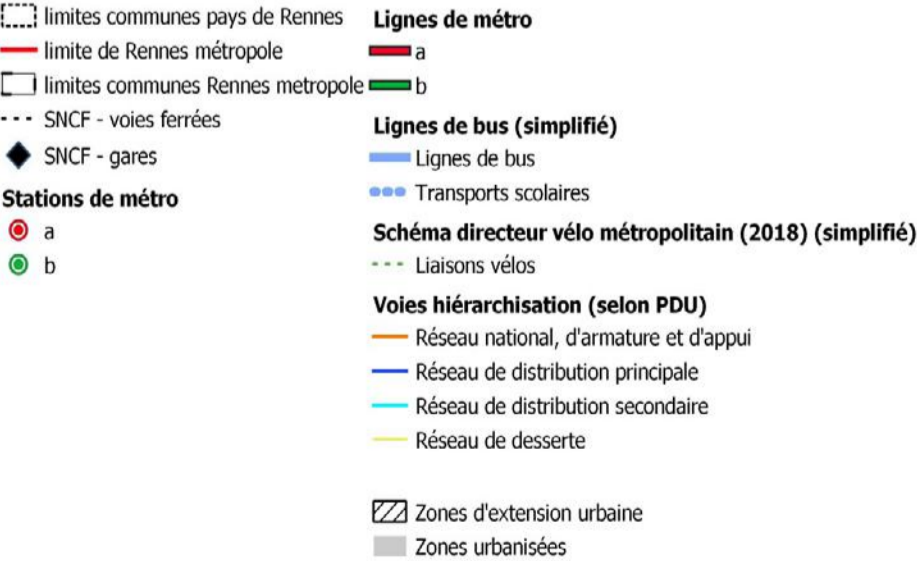 limites communes pays de Rennes
limite de Rennes métropole
limites communes Rennes metropole
SNCF - voies ferrées
SNCF - gares
Stations de métro
a
b
Lignes de métro
a
b
Lignes de bus (simplifié)
Lignes de bus
Transports scolaires
Schéma directeur vélo métropolitain (2018) (simplifié)
Liaisons vélos
Voies hiérarchisation (selon PDU)
Réseau national, d'armature et d'appui
Réseau de distribution principale
Réseau de distribution secondaire
Réseau de desserte
Zones d'extension urbaine
Zones urbanisées